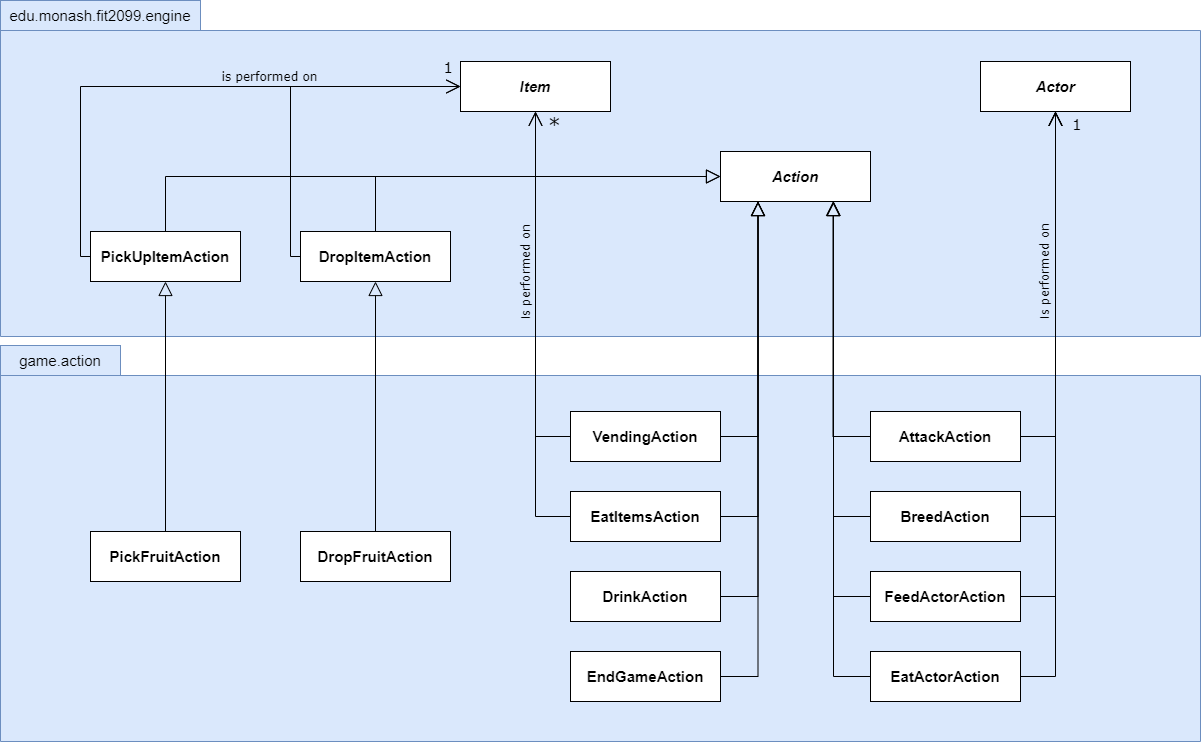 edu.monash.fit2099.engine
is performed on
1
Item
*
Actor
1
Action
PickUpItemAction
DropItemAction
Is performed on
Is performed on
game.action
VendingAction
AttackAction
EatItemsAction
BreedAction
PickFruitAction
DropFruitAction
DrinkAction
FeedActorAction
EndGameAction
EatActorAction